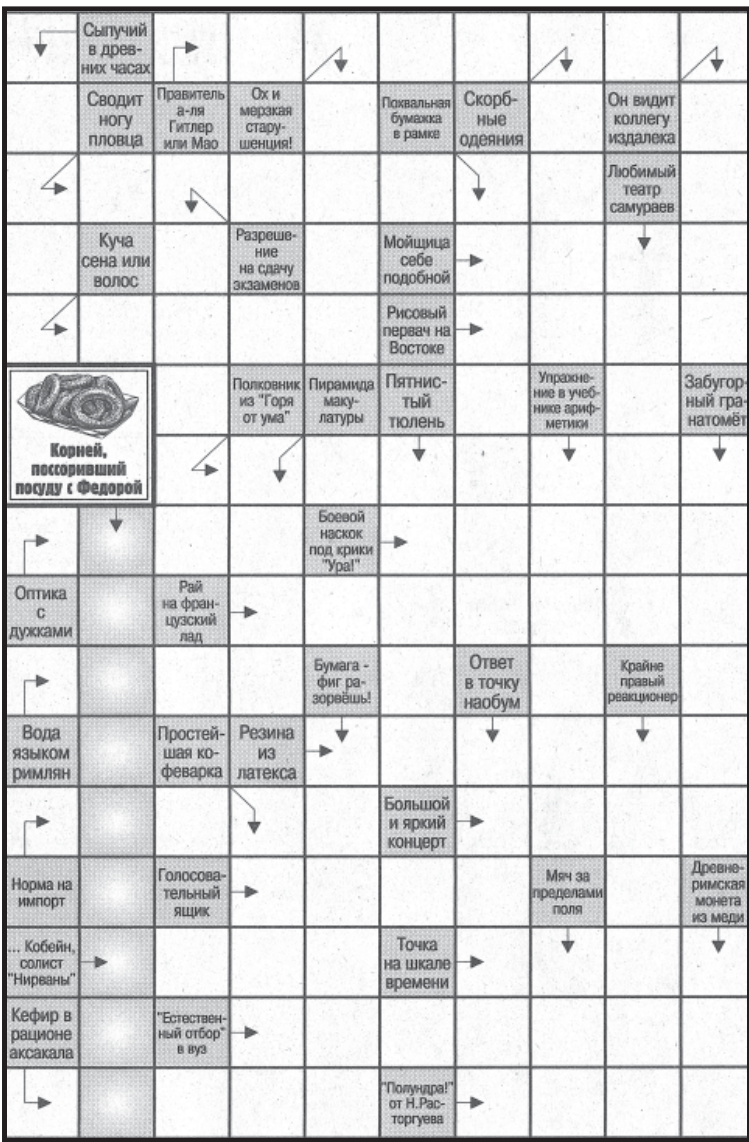 Сыпучий
в древ-
них часах
Сводит
ногу
пловца
Правитель
а-ля
Гитлер
или Мао
Ох и
мерзкая
стару-
шенция!
Похвальная
бумажка
в рамке
Скорб-
ные
одеяния
Он видит
коллегу
издалека
Любимый
театр
самураев
Куча
сена или
волос
Разреше-
ние
на сдачу
экзаменов
Мойщица
себе
подобной
Рисовый
первач на
Востоке
Корней,
поссоривший
посуду с Федорой
Полковник
из "Горя
от ума"
Пирамида
маку-
латуры
Пятнис-
тый
тюлень
Упражне-
ние в учеб-
нике ариф-
метики
Забугор-
ный гра-
натомёт
Боевой
наскок
под крики
"Ура!"
Оптика
с
дужками
Рай
на фран-
цузский
лад
Бумага -
фиг ра-
зорвёшь!
Ответ
в точку
наобум
Крайне
правый
реакционер
Вода
языком
римлян
Простей-
шая ко-
феварка
Резина
из
латекса
Большой
и яркий
концерт
Норма на
импорт
Голосова-
тельный
ящик
Мяч за
пределами
поля
Древне-
римская
монета
из меди
... Кобейн,
солист
"Нирваны"
Точка
на шкале
времени
Кефир в
рационе
аксакала
"Естествен-
ный отбор"
в вуз
"Полундра!"
от Н.Рас-
торгуева